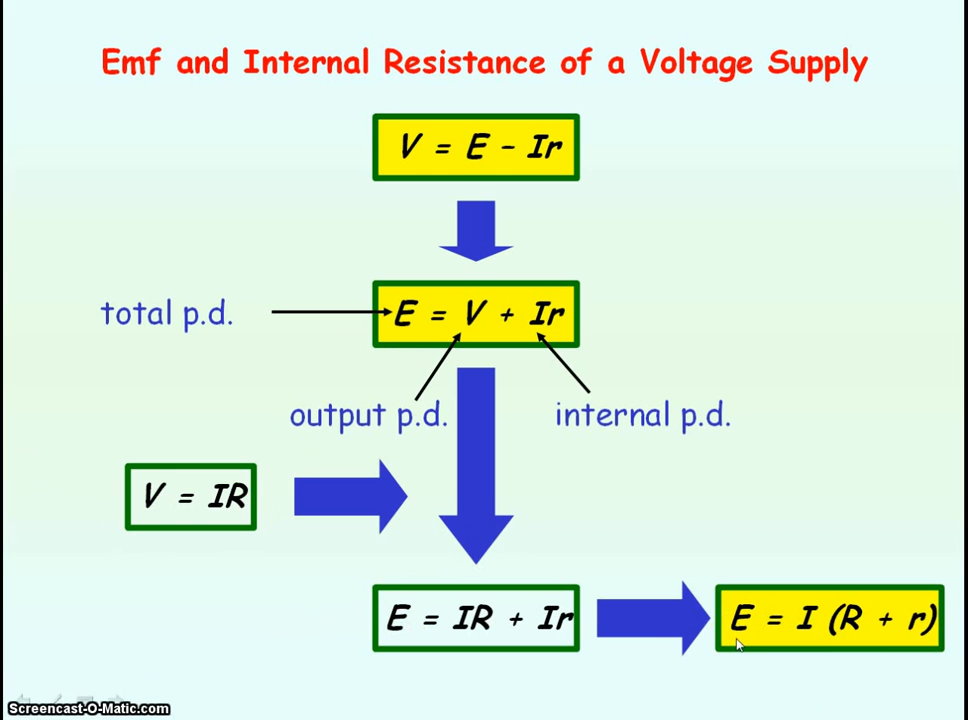 Emf and Internal Resistance of a Voltage Supply
V = E - Ir
total p.d.
E = V + Ir
output p.d.
internal p.d.
V = IR
E = IR + Ir
E = I (R + r)
Screencast-O-Matic.com